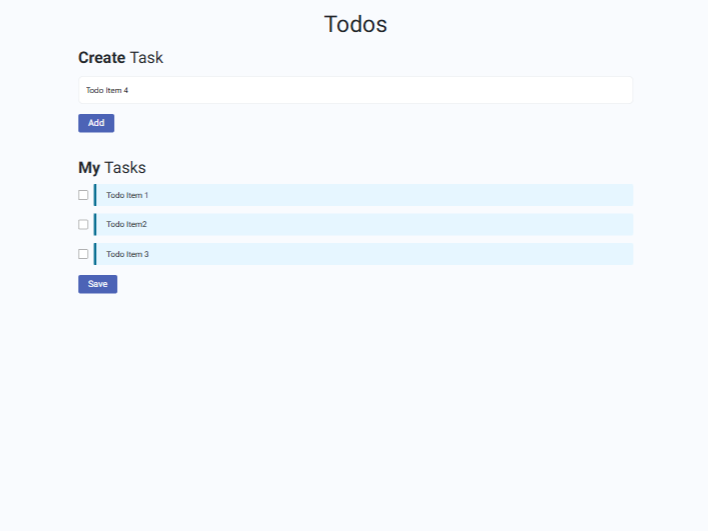 Todos
Create Task
Todo Item 4
Add
My Tasks
Todo Item 1
Todo Item2
Todo Item 3
Save